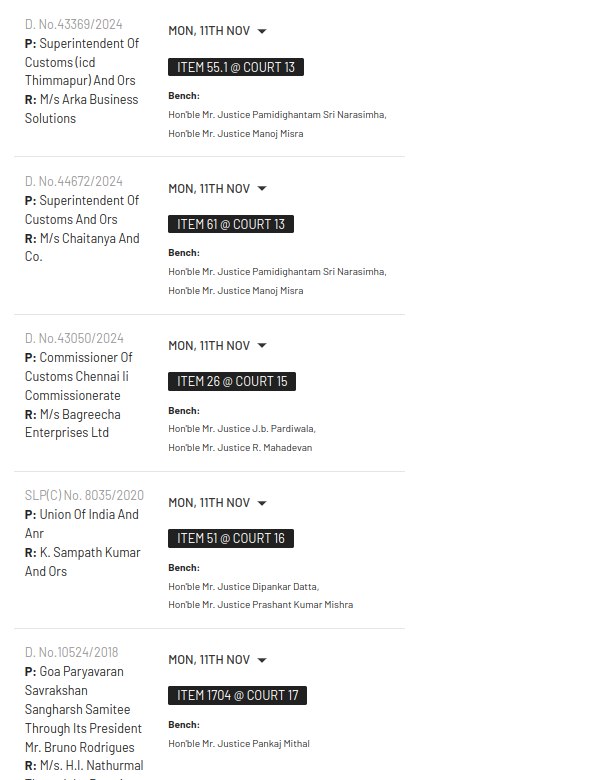 D. No.43369/2024
P: Superintendent Of
Customs (icd
Thimmapur) And Ors
R: M/s Arka Business
Solutions
MON, 11TH NOV
ITEM 55.1 @ COURT 13
Bench:
Hon'ble Mr. Justice Pamidighantam Sri Narasimha,
Hon'ble Mr. Justice Manoj Misra
D. No.44672/2024
P: Superintendent Of
Customs And Ors
R: M/s Chaitanya And
Co.
MON, 11TH NOV
ITEM 61 @ COURT 13
Bench:
Hon'ble Mr. Justice Pamidighantam Sri Narasimha,
Hon'ble Mr. Justice Manoj Misra
D. No.43050/2024
P: Commissioner Of
Customs Chennai Ii
Commissionerate
R: M/s Bagreecha
Enterprises Ltd
MON, 11TH NOV
ITEM 26 @ COURT 15
Bench:
Hon'ble Mr. Justice J.b. Pardiwala,
Hon'ble Mr. Justice R. Mahadevan
SLP(C) No. 8035/2020
P: Union Of India And
Anr
R: K. Sampath Kumar
And Ors
MON, 11TH NOV
ITEM 51 @ COURT 16
Bench:
Hon'ble Mr. Justice Dipankar Datta,
Hon'ble Mr. Justice Prashant Kumar Mishra
D. No.10524/2018
P: Goa Paryavaran
Savrakshan
Sangharsh Samitee
Through Its President
Mr. Bruno Rodrigues
R: M/s. H.l. Nathurmal
MON, 11TH NOV
ITEM 1704 @ COURT 17
Bench:
Hon'ble Mr. Justice Pankaj Mithal